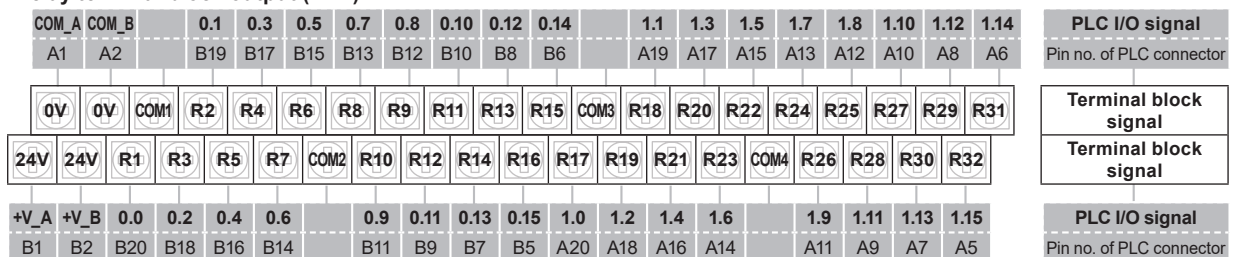 COM_A COM_B 0.1 0.3 0.5 0.7 0.8 0.10 0.12 0.14 1.1 1.3 1.5 1.7 1.8 1.10 1.12 1.14 PLC I/O signal
A1 A2 B19 B17 B15 B13 B12 B10 B8 B6 A19 A17 A15 A13 A12 A10 A8 A6 Pin no. of PLC connector
0V 0V COM1 R2 R4 R6 R8 R9 R11 R13 R15 COM3 R18 R20 R22 R24 R25 R27 R29 R31 Terminal block
signal
24V 24V R1 R3 R5 R7 COM2 R10 R12 R14 R16 R17 R19 R21 R23 COM4 R26 R28 R30 R32 Terminal block
signal
+V_A +V_B 0.0 0.2 0.4 0.6 0.9 0.11 0.13 0.15 1.0 1.2 1.4 1.6 1.9 1.11 1.13 1.15 PLC I/O signal
B1 B2 B20 B18 B16 B14 B11 B9 B7 B5 A20 A18 A16 A14 A11 A9 A7 A5 Pin no. of PLC connector